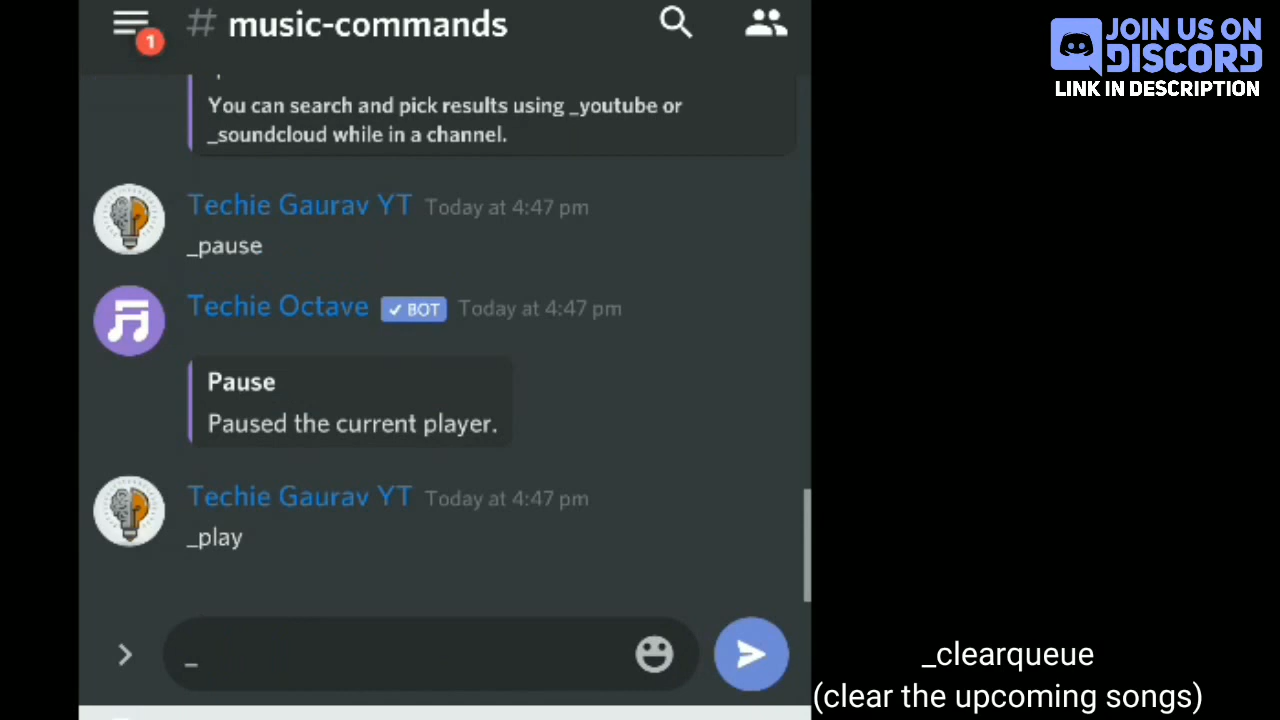 1
# music-commands
JOIN US ON
DISCORD
LINK IN DESCRIPTION
You can search and pick results using _youtube or
_soundcloud while in a channel.
Techie Gaurav YT Today at 4:47 pm
_pause
Techie Octave ✓ BOT Today at 4:47 pm
Pause
Paused the current player.
Techie Gaurav YT Today at 4:47 pm
_play
_
_clearqueue
(clear the upcoming songs)